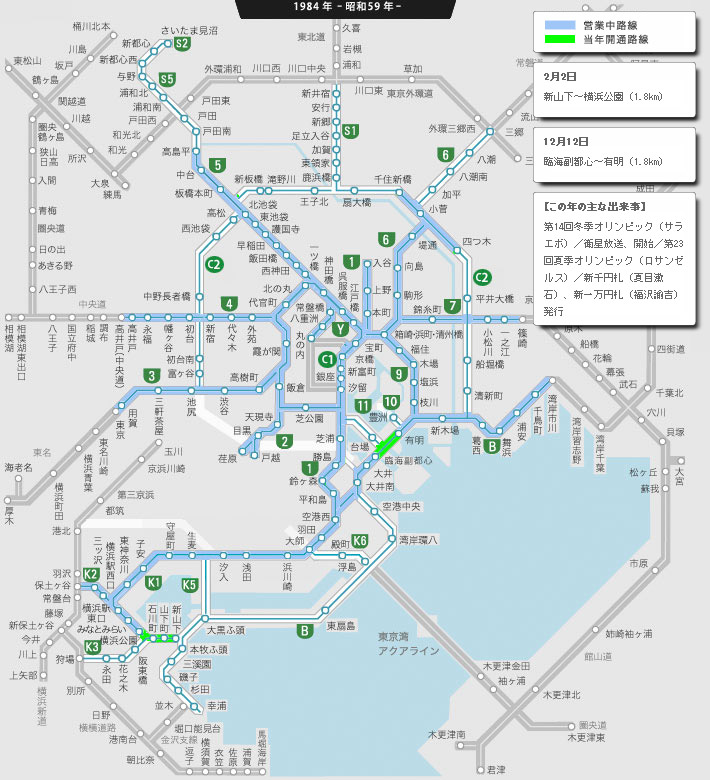 1984 年 -昭和59 年-
営業中路線
当年開通路線
2月2日
新山下〜横浜公園（1.8km）
12月12日
臨海副都心〜有明（1.8km）
【この年の主な出来事】
第14回冬季オリンピック（サラ
エボ）／衛星放送、開始／第23
回夏季オリンピック（ロサンゼ
ルス）／新千円札（夏目漱
石）、新一万円札（福沢諭吉）
発行
桶川北本
さいたま見沼
S2
久喜
東北道
岩槻
浦和
川島
坂戸
東松山
鶴ヶ島
新都心
新都心西
与野
浦和北
浦和南
S5
外環浦和
川口西
川口中央
草加
川口東
東京外環道
常磐道
流山
三郷
外環三郷西
関越道
川越
圏央
鶴ヶ島
狭山
日高
所沢
入間
大泉
練馬
和光北
和光
戸田西
戸田東
戸田
戸田南
新井宿
安行
新郷
足立入谷
加賀
東領家
鹿浜橋
S1
高島平
中台
5
板橋本町
新板橋
滝野川
王子北
扇大橋
千住新橋
6
八潮
八潮南
加平
小菅
成田
青梅
圏央道
日の出
あきる野
八王子西
高松
西池袋
北池袋
東池袋
護国寺
早稲田
飯田橋
西神田
C2
6
堤通
四つ木
向島
駒形
C2
平井大橋
一ツ橋
神田橋
呉服橋
江戸橋
1
入谷
上野
本町
北の丸
代官町
常盤橋
八重洲
丸の内
Y
錦糸町
7
京橋
宝町
箱崎・浜町・清洲橋
福住
木場
塩浜
枝川
9
小松川
一之江
篠崎
船堀橋
清新町
中野長者橋
中央道
相模湖
相模湖東出口
八王子
国立府中
稲城
調布
高井戸(中央道)
高井戸
永福
幡ヶ谷
初台
新宿
代々木
外苑
4
初台南
富ヶ谷
霞が関
C1
銀座
新富町
汐留
高樹町
飯倉
芝公園
3
用賀
東京
三軒茶屋
池尻
渋谷
天現寺
目黒
荏原
戸越
2
芝浦
勝島
鈴ヶ森
1
平和島
空港西
羽田
大師
11
10
豊洲
有明
台場
臨海副都心
大井
大井南
新木場
葛西
舞浜
B
浦安
千鳥町
湾岸市川
湾岸習志野
湾岸千葉
京葉
原木
船橋
花輪
幕張
武石
四街道
千葉北
穴川
貝塚
大宮
松ヶ丘
蘇我
市原
姉崎袖ヶ浦
館山道
木更津金田
袖ヶ浦
木更津北
圏央道
木更津東
木更津南
君津
東名
東名川崎
横浜青葉
横浜町田
海老名
厚木
玉川
京浜川崎
第三京浜
都筑
港北
羽沢
保土ヶ谷
常盤台
藤塚
新保土ヶ谷
今井
川上
上矢部
横浜新道
狩場
別所
日野
港南台
朝比奈
横横道路
堀口能見台
金沢支線
並木
逗子
横須賀
衣笠
佐原
浦賀
馬堀海岸
三ッ沢
横浜駅西口
東神奈川
子安
守屋町
生麦
汐入
浅田
浜川崎
殿町
K6
浮島
空港中央
湾岸環八
K2
K1
K5
横浜駅
東口
みなとみらい
横浜公園
石川町
山下町
新山下
K3
永田
花之木
阪東橋
大黒ふ頭
本牧ふ頭
三溪園
磯子
杉田
幸浦
B
東扇島
東京湾
アクアライン